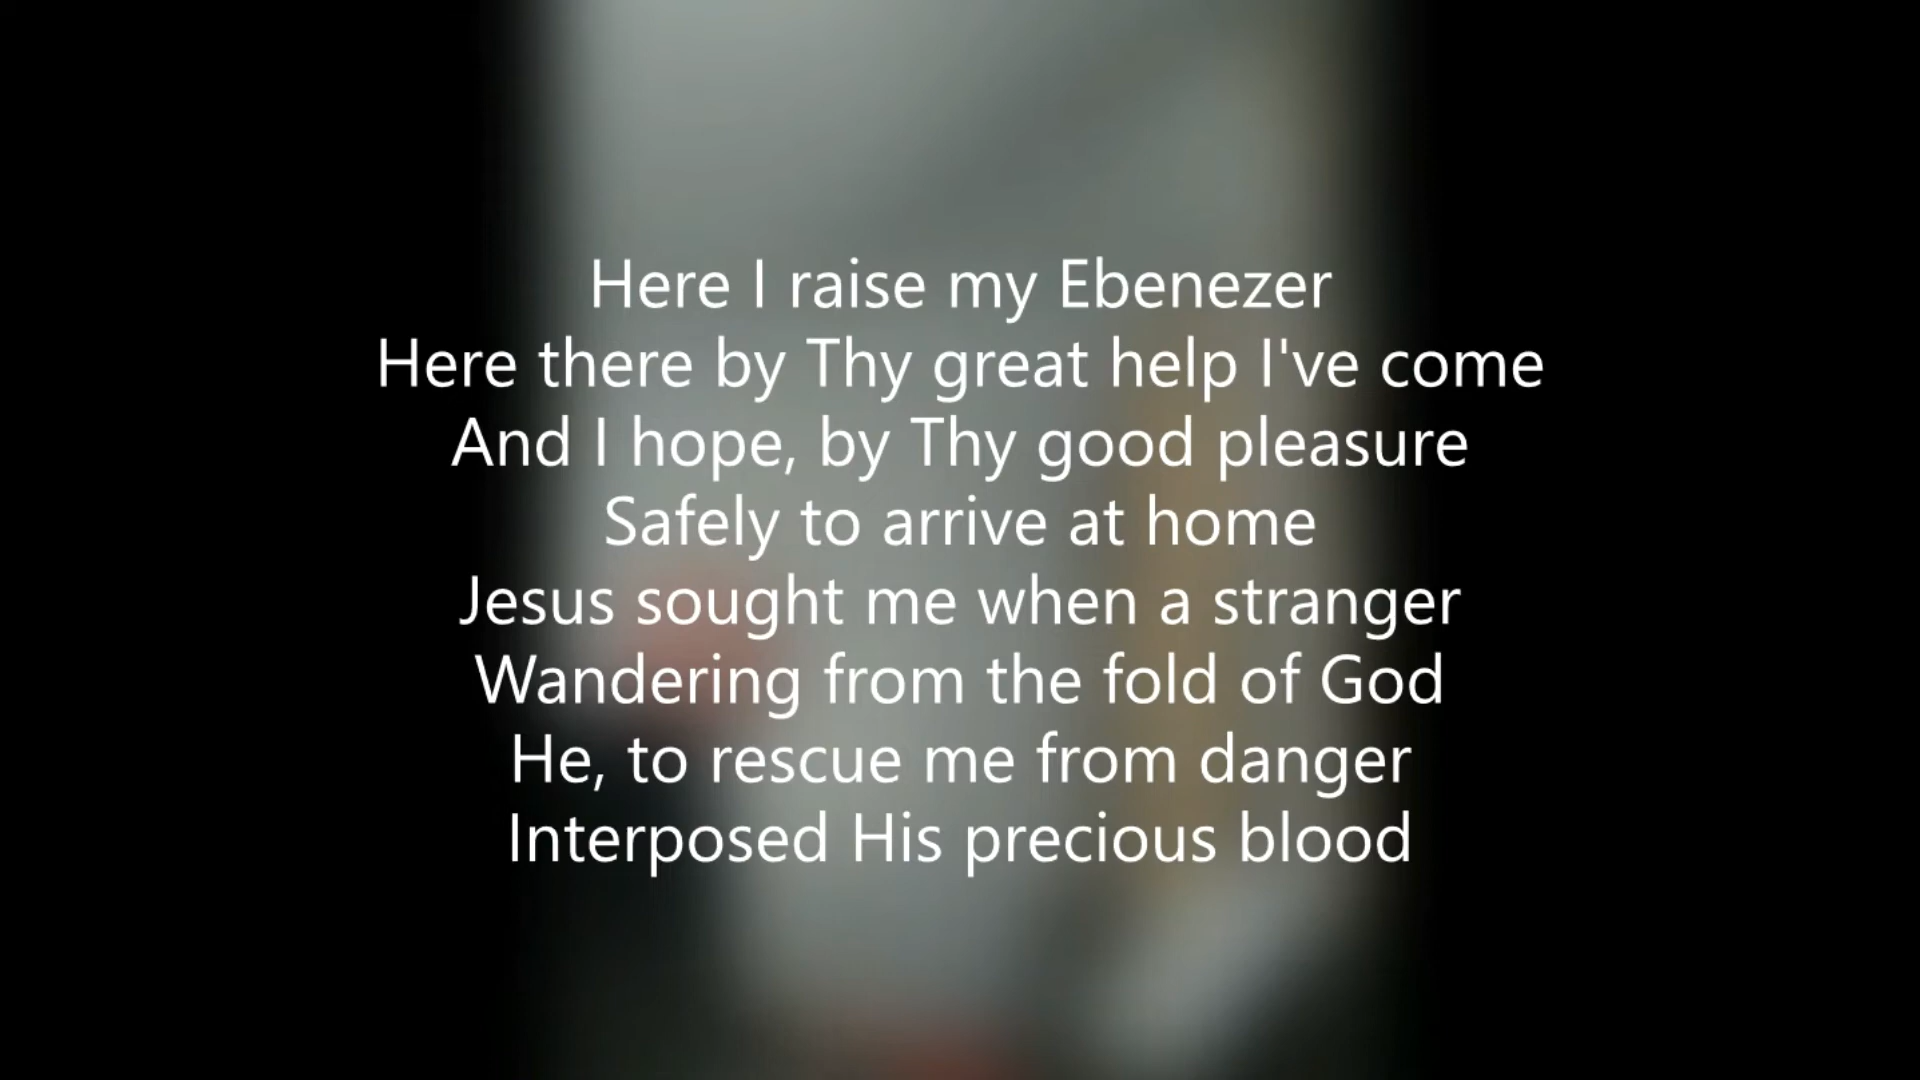 Here I raise my Ebenezer
Here there by Thy great help I've come
And I hope, by Thy good pleasure
Safely to arrive at home
Jesus sought me when a stranger
Wandering from the fold of God
He, to rescue me from danger
Interposed His precious blood